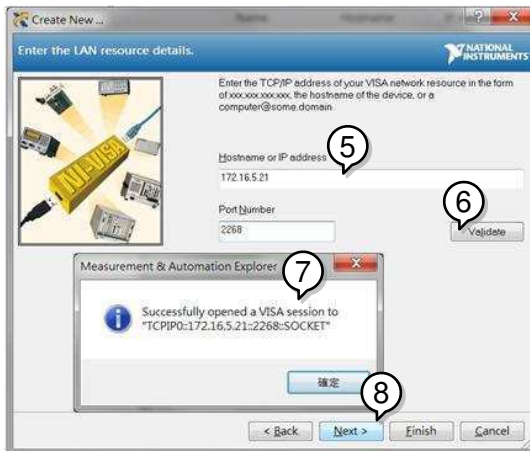 Create New ...
Enter the LAN resource details.
NATIONAL
INSTRUMENTS
Enter the TCP/IP address of your VISA network resource in the form
of xxx.xxx.xxx.xxx, the hostname of the device, or a
computer@some.domain.
NI-VISA
Hostname or IP address
5
172.16.5.21
6
Port Number
2268
Validate
Measurement & Automation Explorer
7
Successfully opened a VISA session to
"TCPIP0::172.16.5.21::2268::SOCKET"
確定
8
< Back
Next >
Finish
Cancel